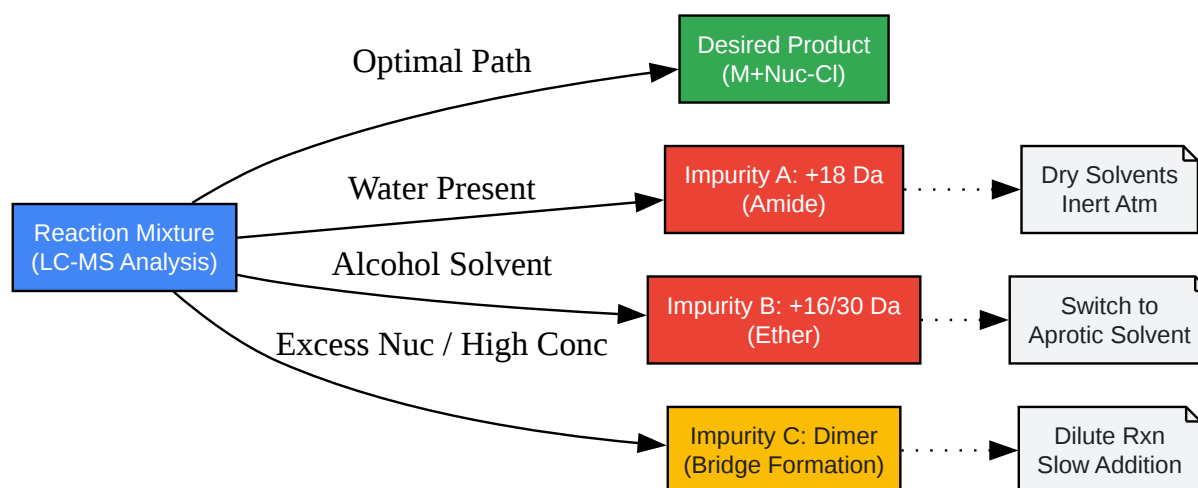 Optimal Path
Desired Product
(M+Nuc-Cl)
Water Present
Impurity A: +18 Da
(Amide)
Dry Solvents
Inert Atm
Reaction Mixture
(LC-MS Analysis)
Alcohol Solvent
Impurity B: +16/30 Da
(Ether)
Switch to
Aprotic Solvent
Excess Nuc / High Conc
Impurity C: Dimer
(Bridge Formation)
Dilute Rxn
Slow Addition